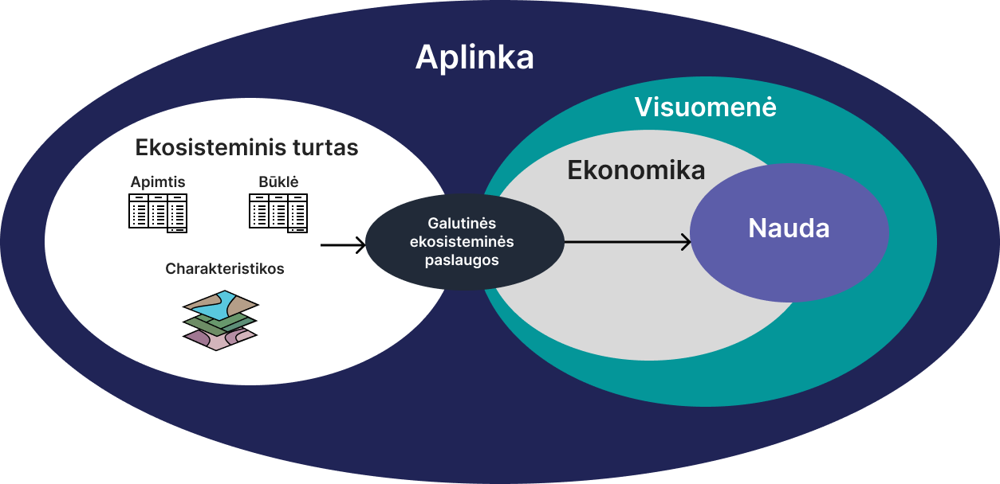 Aplinka
Visuomenė
Ekosisteminis turtas
Ekonomika
Apimtis
Būklė
Galutinės
ekosisteminės
paslaugos
Nauda
Charakteristikos